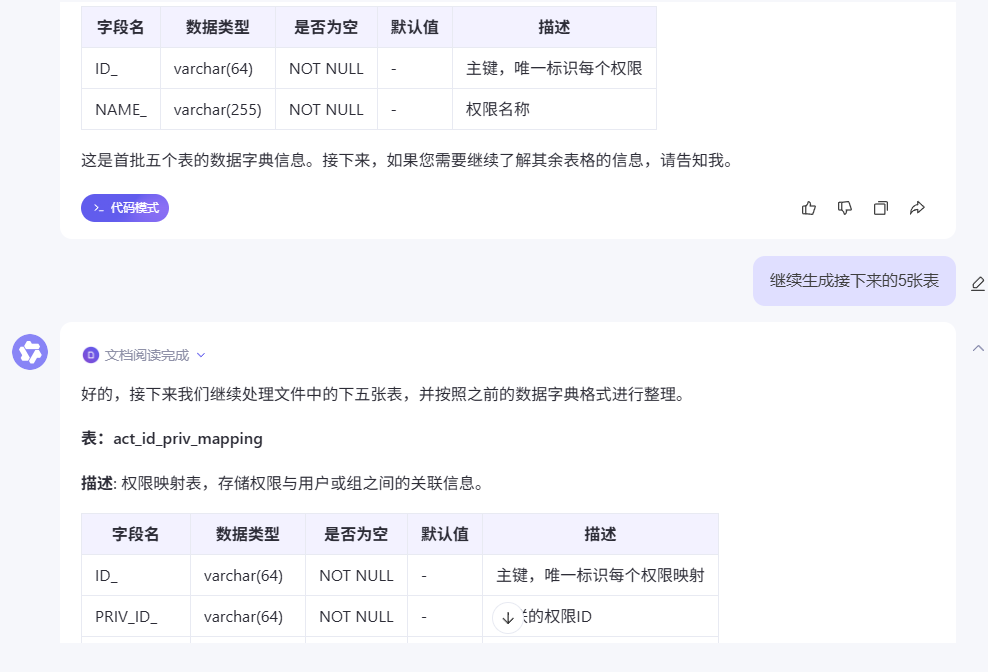 字段名 数据类型 是否为空 默认值 描述
ID_ varchar(64) NOT NULL - 主键，唯一标识每个权限
NAME_ varchar(255) NOT NULL - 权限名称
这是首批五个表的数据字典信息。接下来，如果您需要继续了解其余表格的信息，请告知我。
>_ 代码模式
继续生成接下来的5张表
D 文档阅读完成
好的，接下来我们继续处理文件中的下五张表，并按照之前的数据字典格式进行整理。
表：act_id_priv_mapping
描述: 权限映射表，存储权限与用户或组之间的关联信息。
字段名 数据类型 是否为空 默认值 描述
ID_ varchar(64) NOT NULL - 主键，唯一标识每个权限映射
PRIV_ID_ varchar(64) NOT NULL - 的权限ID